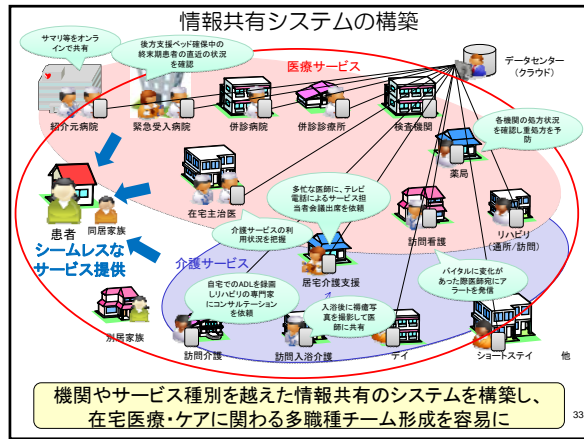 情報共有システムの構築
サマリ等をオンラ
インで共有
後方支援ベッド確保中の
終末期患者の直近の状況
を確認
医療サービス
データセンター
(クラウド)
紹介元病院
緊急受入病院
併診病院
併診診療所
検査機関
各機関の処方状況
を確認し重処方を予
防
薬局
多忙な医師に、テレビ
電話によるサービス担
当者会議出席を依頼
在宅主治医
患者
同居家族
訪問看護
リハビリ
(通所/訪問)
介護サービスの利
用状況を把握
シームレスな
サービス提供
介護サービス
居宅介護支援
バイタルに変化が
あった際医師宛にア
ラートを発信
自宅でのADLを録画
しリハビリの専門家
にコンサルテーション
を依頼
入浴後に褥瘡写
真を撮影して医
師に共有
別居家族
訪問介護
訪問入浴介護
デイ
ショートステイ
他
機関やサービス種別を越えた情報共有のシステムを構築し、
在宅医療・ケアに関わる多職種チーム形成を容易に
33